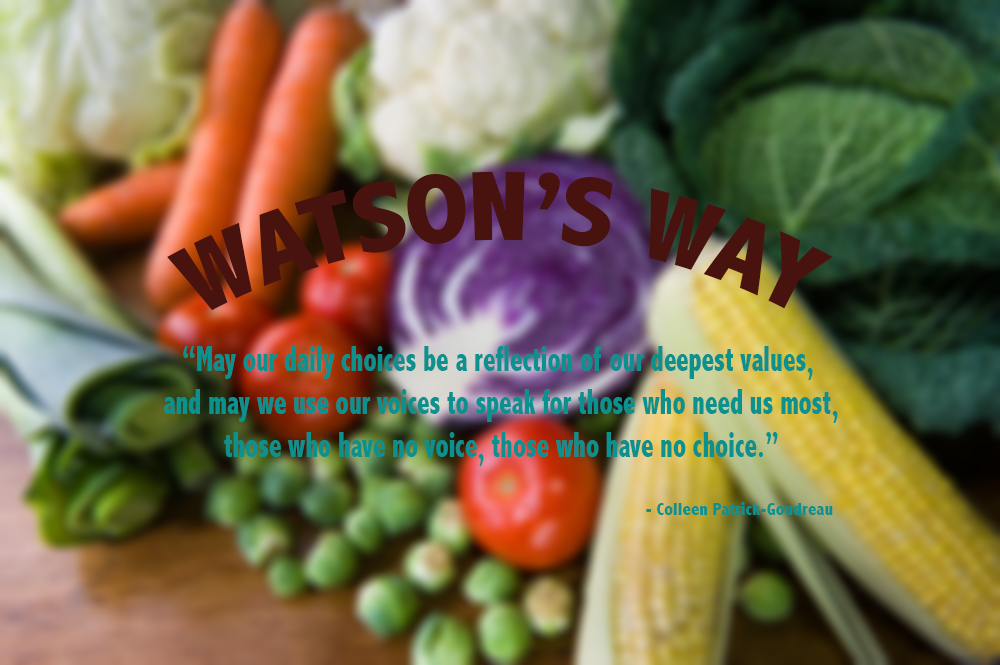 WATSON'S WAY
“May our daily choices be a reflection of our deepest values,
and may we use our voices to speak for those who need us most,
those who have no voice, those who have no choice.”
- Colleen Patrick-Goudreau